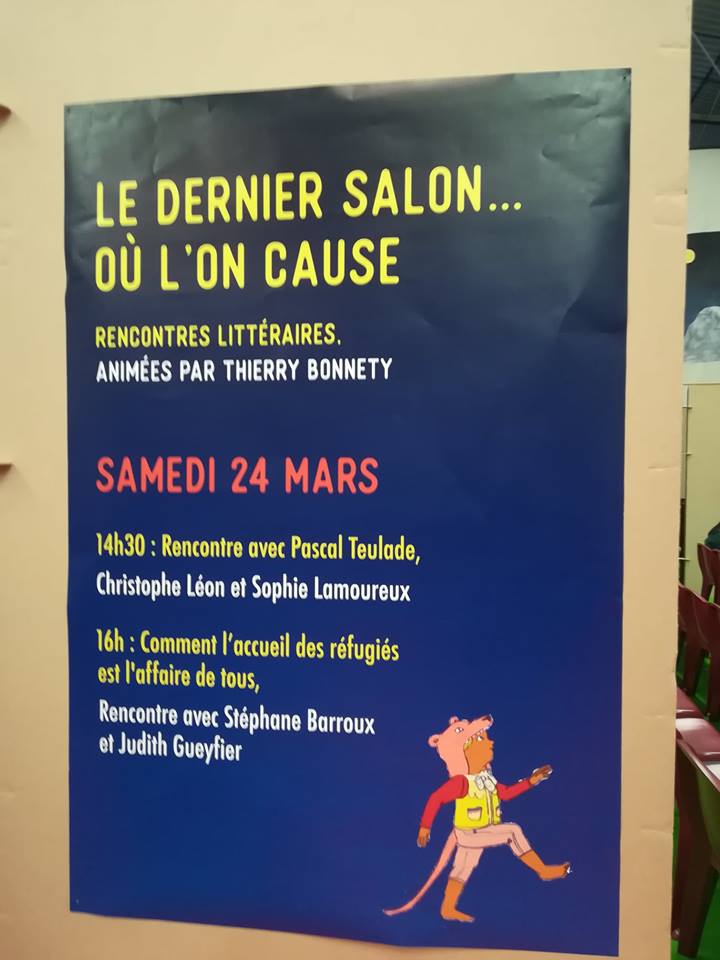 LE DERNIER SALON...
OÙ L'ON CAUSE
RENCONTRES LITTÉRAIRES,
ANIMÉES PAR THIERRY BONNETY
SAMEDI 24 MARS
14h30 : Rencontre avec Pascal Teulade,
Christophe Léon et Sophie Lamoureux
16h : Comment l'accueil des réfugiés
est l'affaire de tous,
Rencontre avec Stéphane Barroux
et Judith Gueyfier